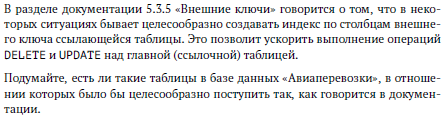 В разделе документации 5.3.5 «Внешние ключи» говорится о том, что в неко-
торых ситуациях бывает целесообразно создавать индекс по столбцам внешне-
го ключа ссылающейся таблицы. Это позволит ускорить выполнение операций
DELETE и UPDATE над главной (ссылочной) таблицей.
Подумайте, есть ли такие таблицы в базе данных «Авиаперевозки», в отноше-
нии которых было бы целесообразно поступить так, как говорится в докумен-
тации.